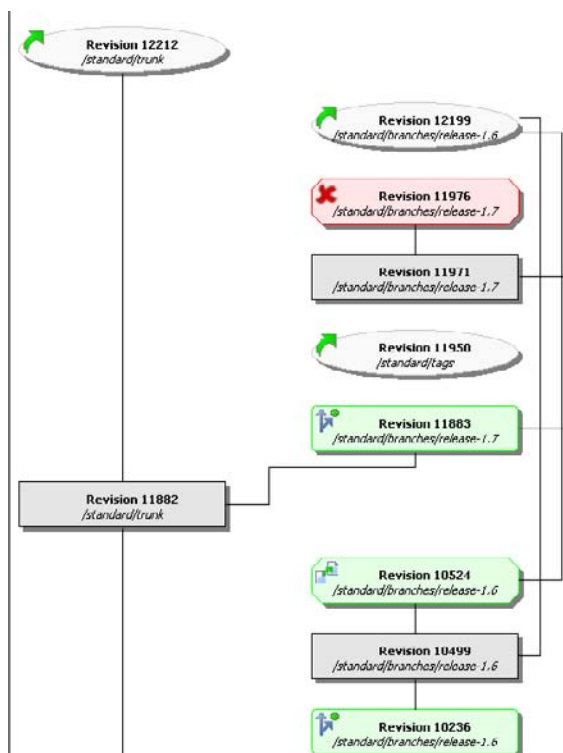 Revision 12212
/standard/trunk
Revision 12199
/standard/branches/release-1.6
Revision 11976
/standard/branches/release-1.7
Revision 11971
/standard/branches/release-1.7
Revision 11950
/standard/tags
Revision 11883
/standard/branches/release-1.7
Revision 11882
/standard/trunk
Revision 10524
/standard/branches/release-1.6
Revision 10499
/standard/branches/release-1.6
Revision 10236
/standard/branches/release-1.6